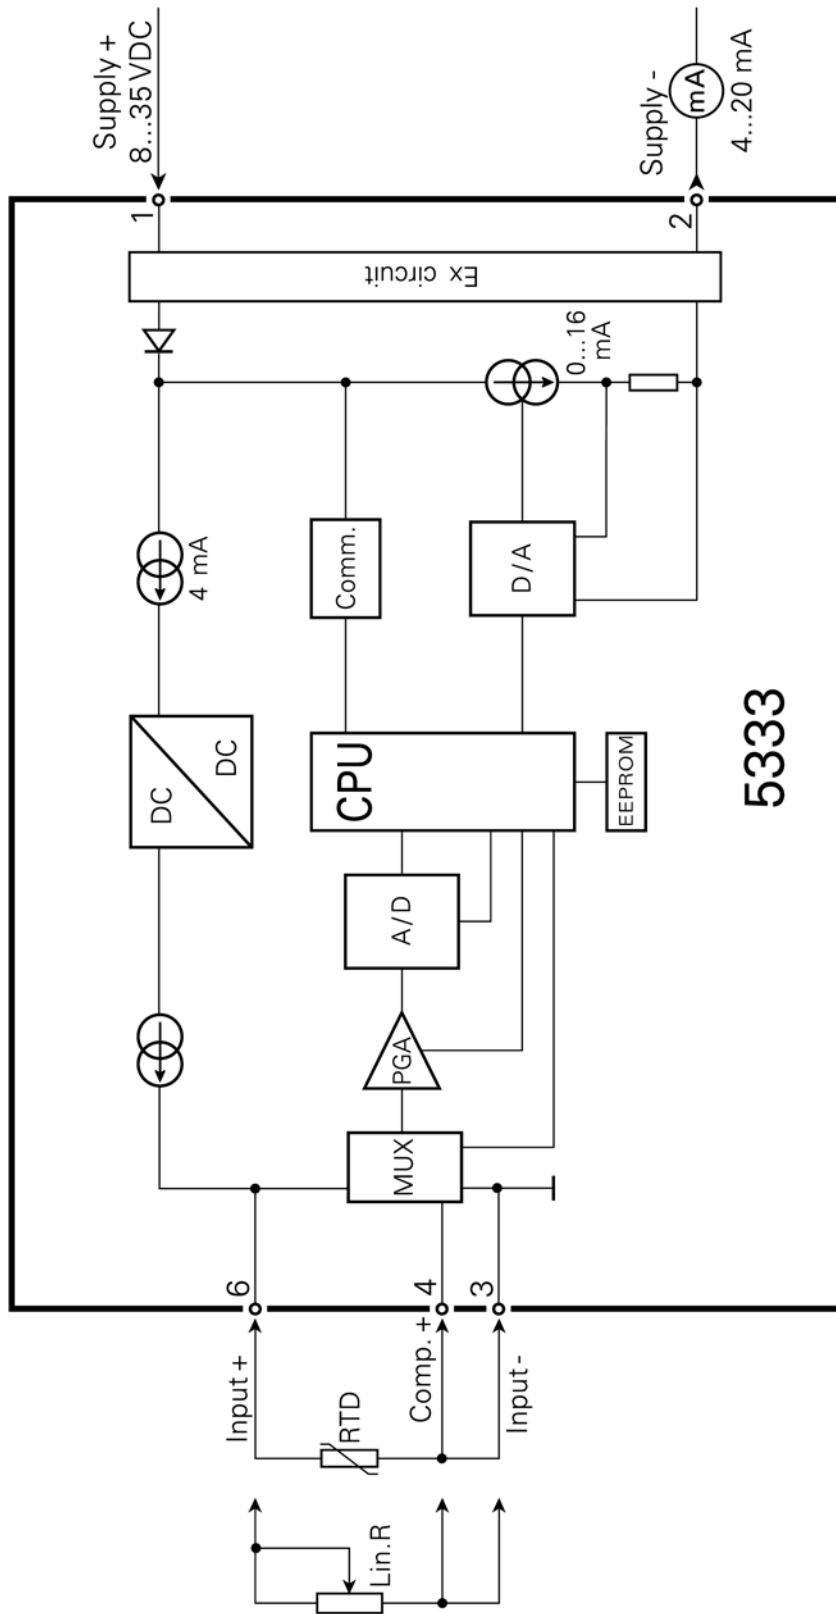 Lin.R
RTD
Input +
Comp. +
Input -
6
4
3
MUX
PGA
A/D
CPU
EEPROM
Comm.
D/A
DC
DC
4 mA
0...16
mA
Ex circuit
1
2
Supply +
8...35 VDC
Supply -
mA
4...20 mA
5333